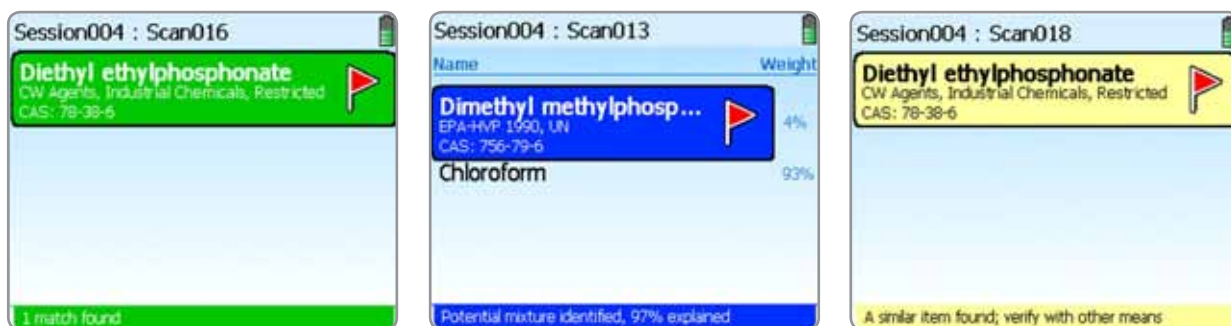 Session004 : Scan016
Diethyl ethylphosphonate
CW Agents, Industrial Chemicals, Restricted
CAS: 78-38-6
1 match found
Session004 : Scan013
Name Weight
Dimethyl methylphosp...
EPA-HVP 1990, UN
CAS: 756-79-6
4%
Chloroform 93%
Potential mixture identified, 97% explained
Session004 : Scan018
Diethyl ethylphosphonate
CW Agents, Industrial Chemicals, Restricted
CAS: 78-38-6
A similar item found; verify with other means